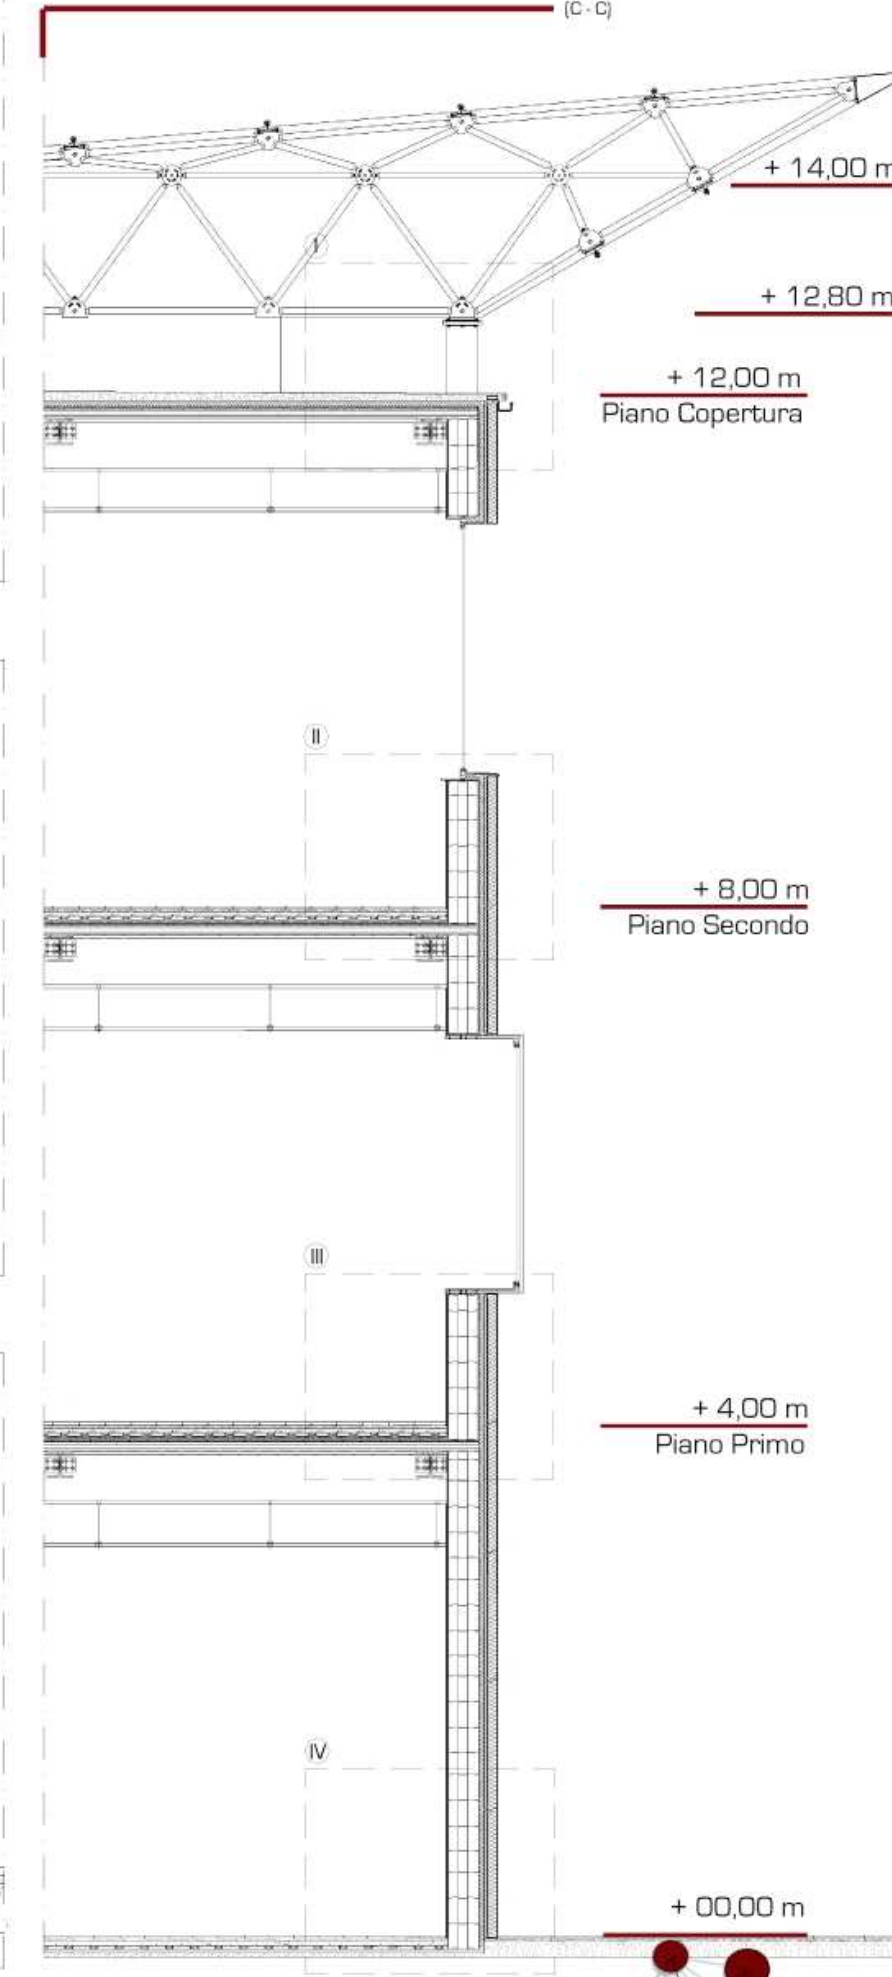 (C - C)
+ 14,00 m
I
+ 12,80 m
+ 12,00 m
Piano Copertura
II
+ 8,00 m
Piano Secondo
III
+ 4,00 m
Piano Primo
IV
+ 00,00 m